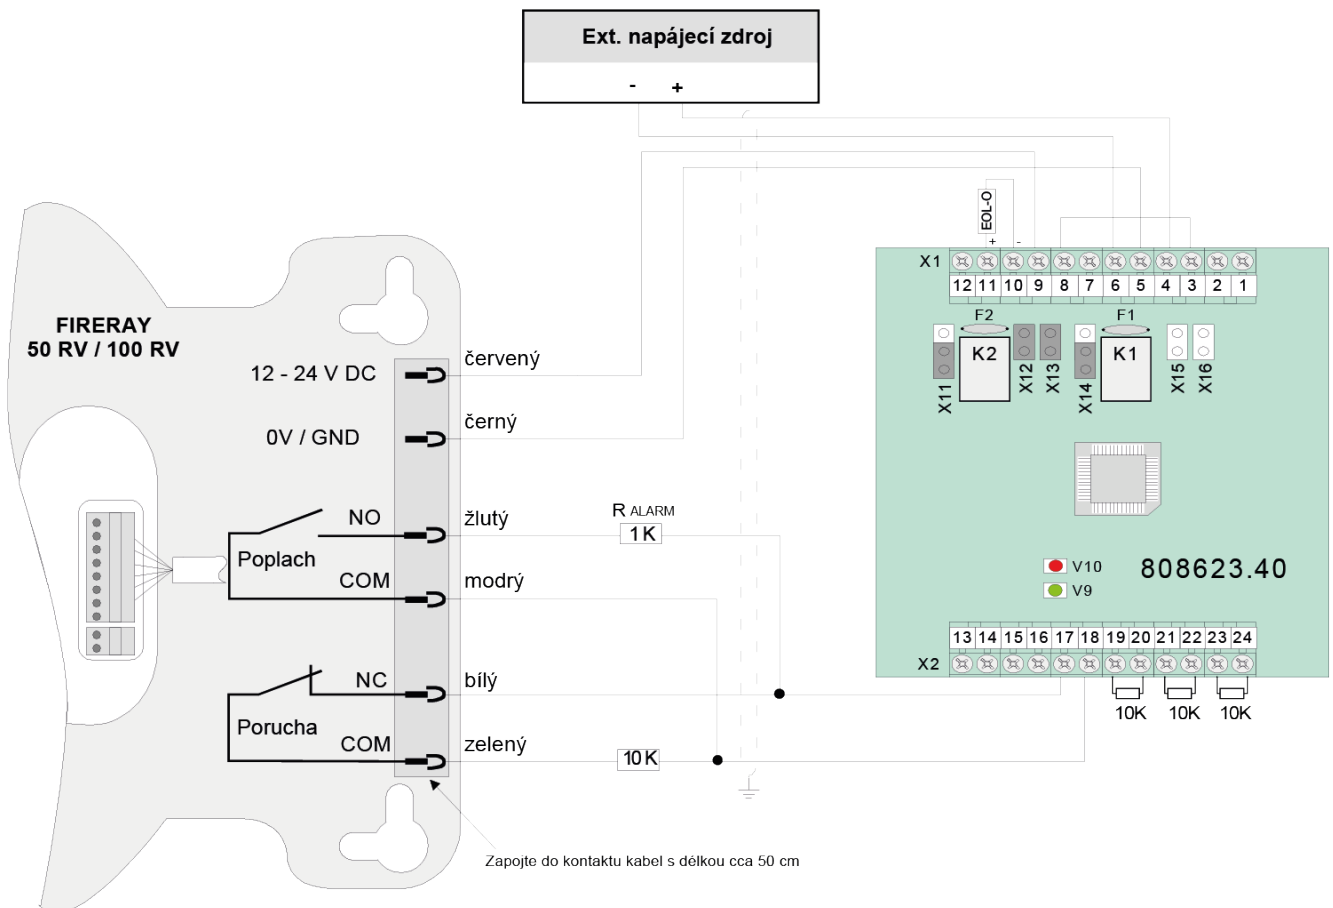 Ext. napájecí zdroj
- +
EOL-O
+ -
X1
12 11 10 9 8 7 6 5 4 3 2 1
F2 F1
K2 K1
X11 X12 X13 X14 X15 X16
FIRERAY
50 RV / 100 RV
12 - 24 V DC
červený
0V / GND
černý
NO
žlutý
R ALARM
1K
Poplach
COM
modrý
V10
808623.40
V9
13 14 15 16 17 18 19 20 21 22 23 24
X2
NC
bílý
10K 10K 10K
Porucha
COM
zelený
10K
Zapojte do kontaktu kabel s délkou cca 50 cm